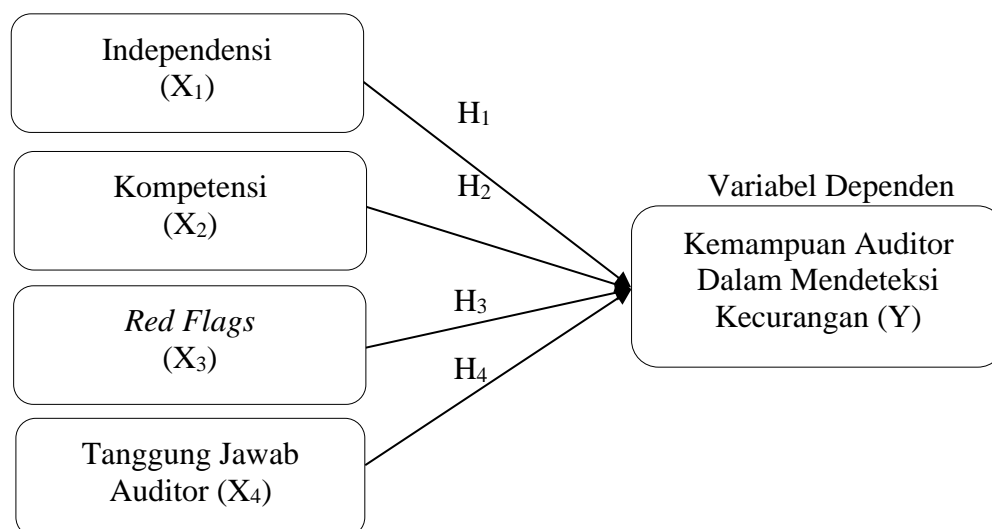 Independensi
(X₁)
Kompetensi
(X₂)
Red Flags
(X₃)
Tanggung Jawab
Auditor (X₄)
H₁
H₂
H₃
H₄
Variabel Dependen
Kemampuan Auditor
Dalam Mendeteksi
Kecurangan (Y)